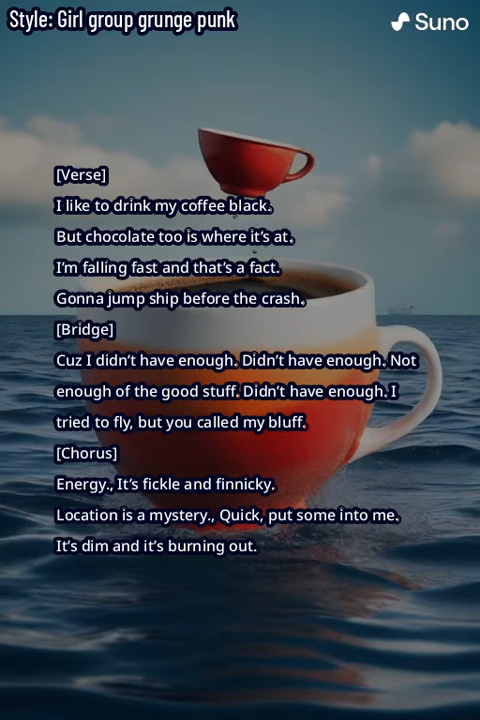 Style: Girl group grunge punk
Suno
[Verse]
I like to drink my coffee black.
But chocolate too is where it's at.
I'm falling fast and that's a fact.
Gonna jump ship before the crash.
[Bridge]
Cuz I didn't have enough. Didn't have enough. Not
enough of the good stuff. Didn't have enough. I
tried to fly, but you called my bluff.
[Chorus]
Energy., It's fickle and finnicky.
Location is a mystery., Quick, put some into me.
It's dim and it's burning out.